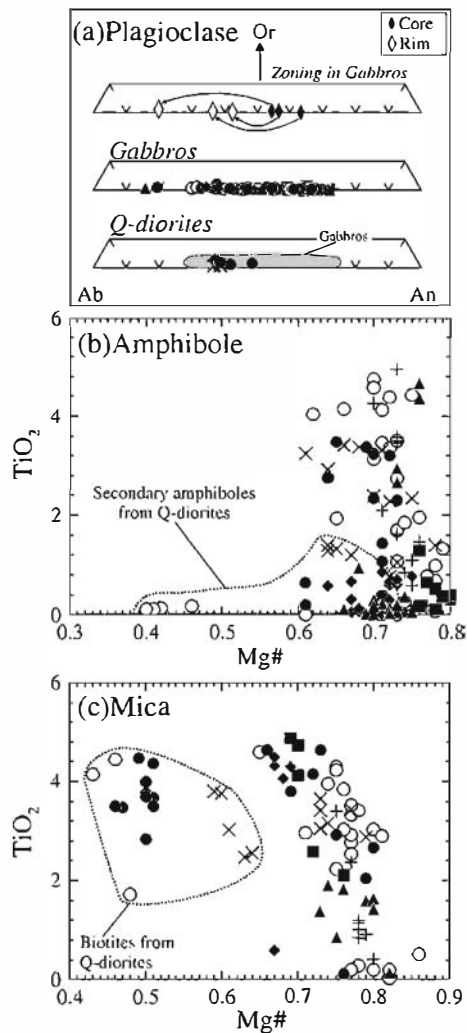 (a)Plagioclase
Or
Core
Rim
Zoning in Gabbros
Gabbros
Q-diorites
Gabbros
Ab
An
(b)Amphibole
6
4
2
0
TiO₂
Secondary amphiboles
from Q-diorites
0.3
0.4
0.5
0.6
0.7
0.8
Mg#
(c)Mica
6
4
2
0
TiO₂
Biotites from
Q-diorites
0.4
0.5
0.6
0.7
0.8
0.9
Mg#